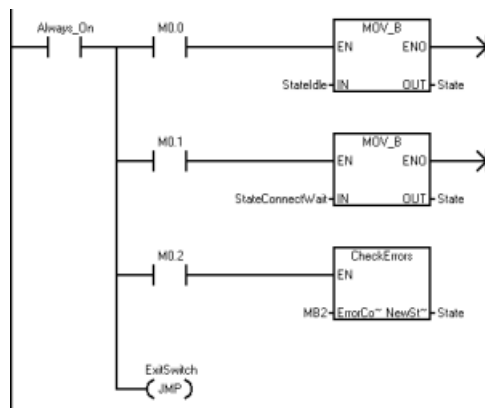 Always_On M0.0 MOV_B
EN ENO
StateIdle IN OUT State
M0.1 MOV_B
EN ENO
StateConnectWait IN OUT State
M0.2 CheckErrors
EN
MB2 ErrorCo~ NewSt~ State
ExitSwitch
JMP